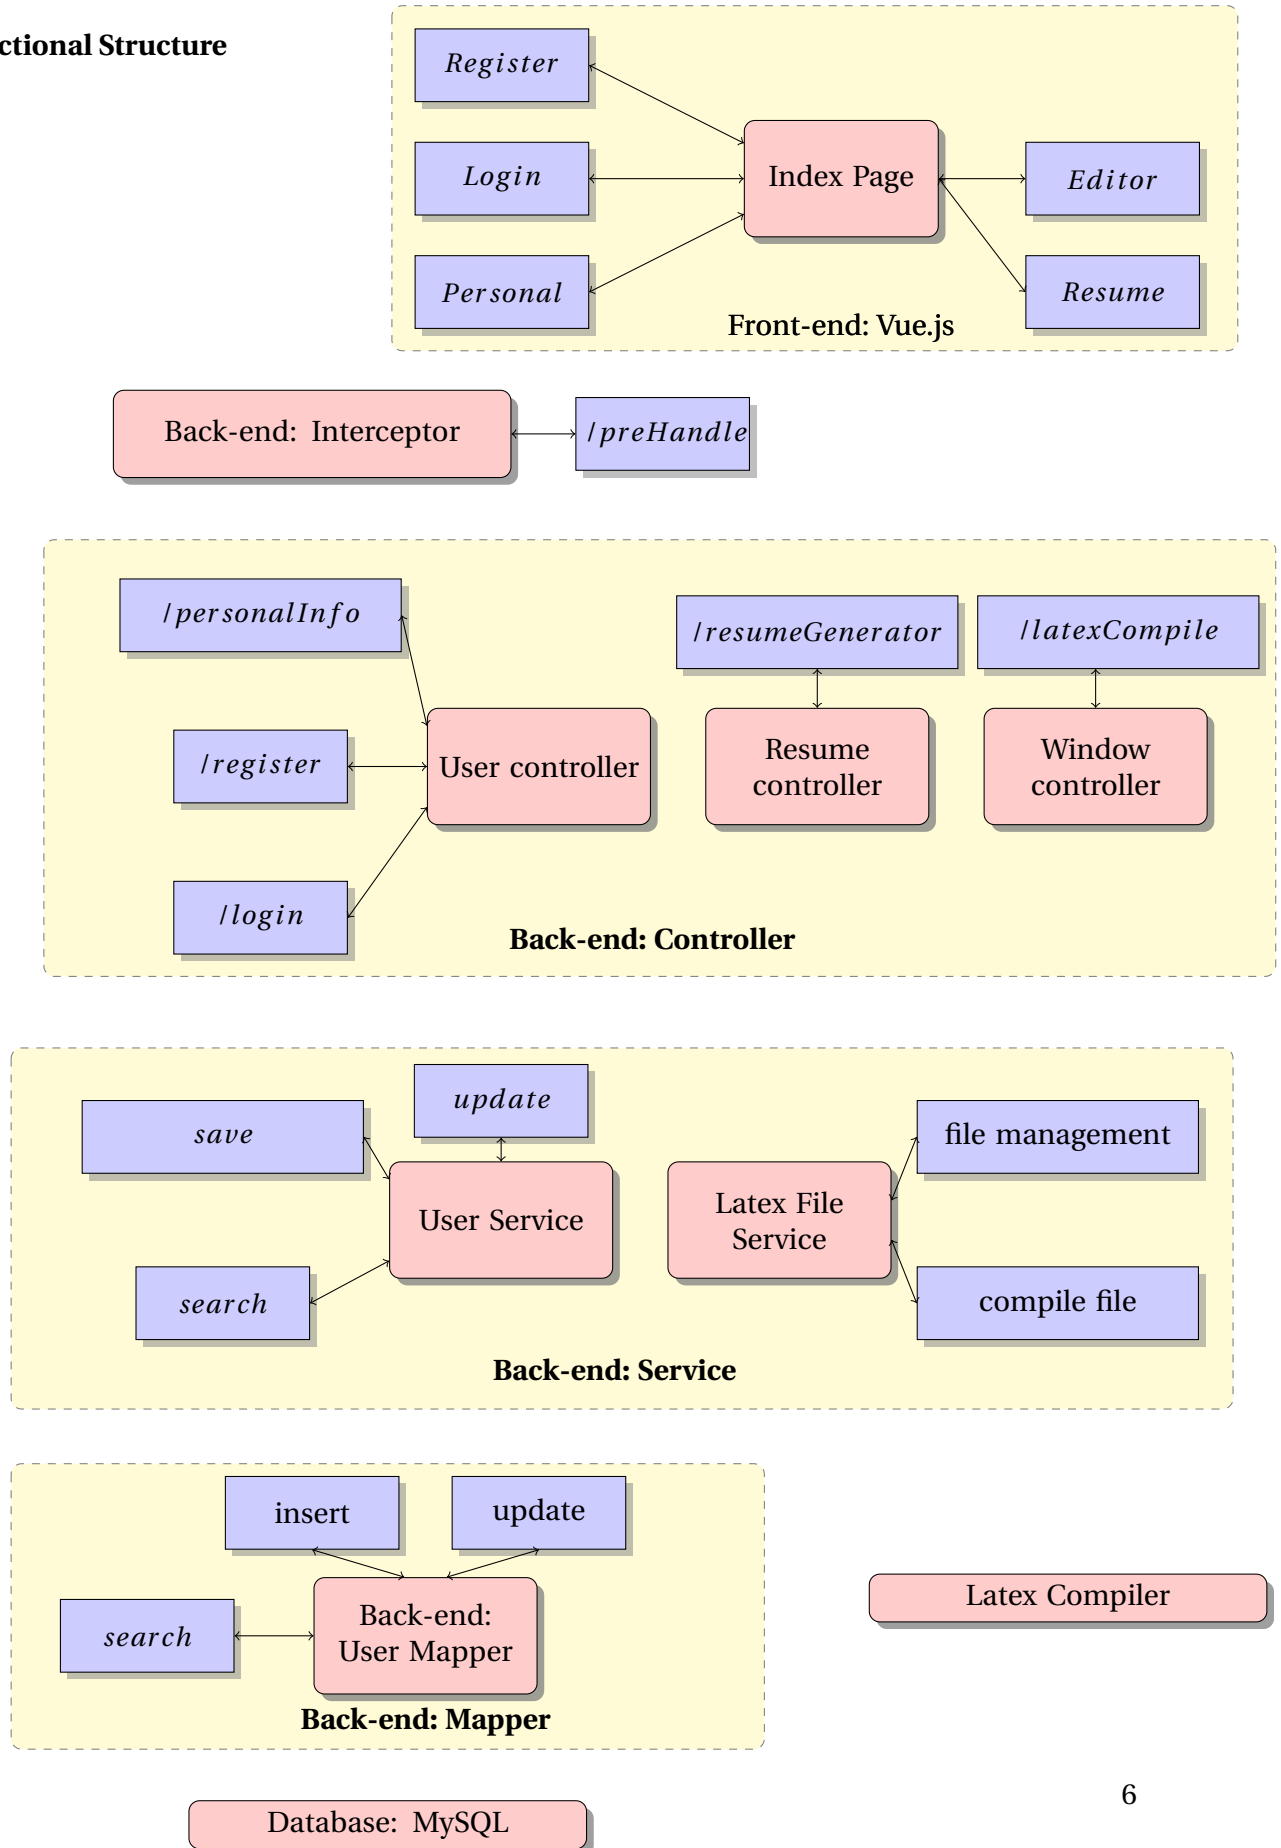 ctional Structure
Register
Login
Index Page
Editor
Personal
Resume
Front-end: Vue.js
Back-end: Interceptor
/preHandle
/personalInfo
/resumeGenerator
/latexCompile
/register
User controller
Resume
controller
Window
controller
/login
Back-end: Controller
update
save
file management
User Service
Latex File
Service
search
compile file
Back-end: Service
insert
update
Latex Compiler
search
Back-end:
User Mapper
Back-end: Mapper
6
Database: MySQL